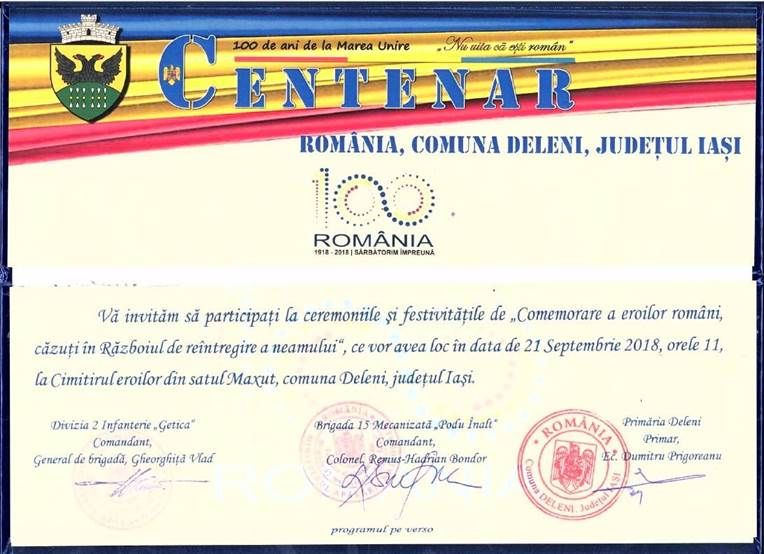 100 de ani de la Marea Unire „Nu uita că ești român”
CENTENAR
ROMÂNIA, COMUNA DELENI, JUDEȚUL IAȘI
100
ROMÂNIA
1918 - 2018 | SĂRBĂTORIM ÎMPREUNĂ
Vă invităm să participați la ceremoniile și festivitățile de „Comemorare a eroilor români,
căzuți în Războiul de reîntregire a neamului“, ce vor avea loc în data de 21 Septembrie 2018, orele 11,
la Cimitirul eroilor din satul Maxut, comuna Deleni, județul Iași.
Divizia 2 Infanterie „Getica”
Comandant,
General de brigadă, Gheorghiță Vlad
Brigada 15 Mecanizată „Podu Înalt”
Comandant,
Colonel, Remus-Hadrian Bondor
Primăria Deleni
Primar,
Ec. Dumitru Prigoreanu
ROMÂNIA
ROMÂNIA
Comuna DELENI, Județul IAȘI
ROMÂNIA
programul pe verso